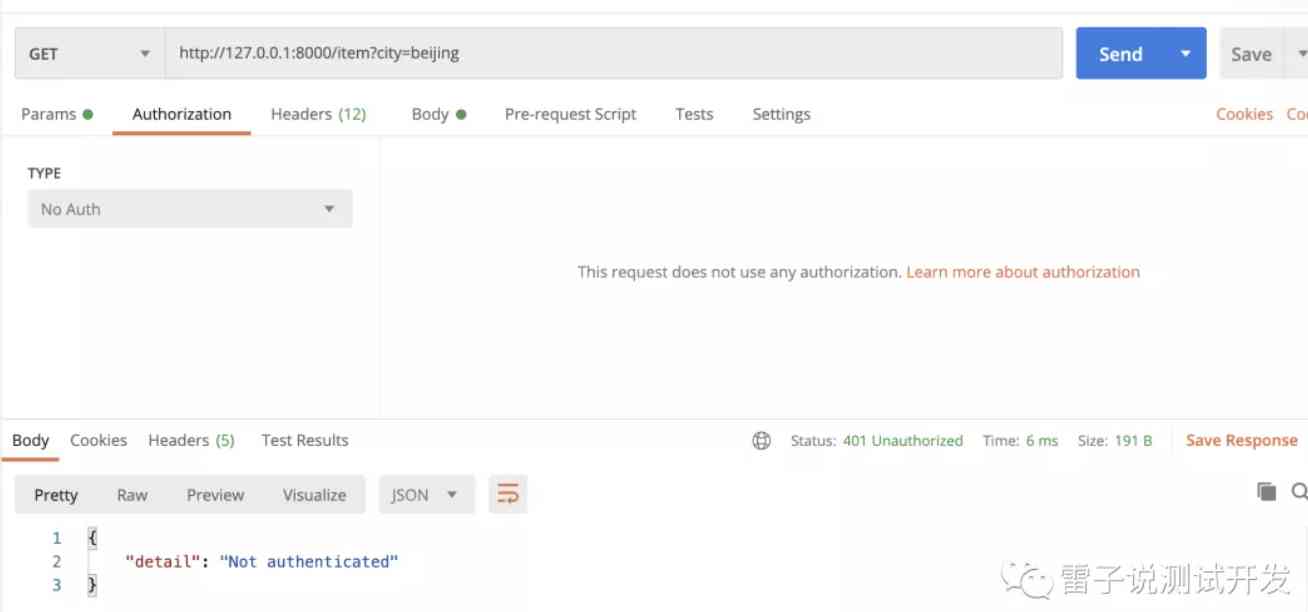 GET http://127.0.0.1:8000/item?city=beijing Send Save
Params Authorization Headers (12) Body Pre-request Script Tests Settings Cookies
TYPE
No Auth
This request does not use any authorization. Learn more about authorization
Body Cookies Headers (5) Test Results Status: 401 Unauthorized Time: 6 ms Size: 191 B Save Response
Pretty Raw Preview Visualize JSON
1 {
2 "detail": "Not authenticated"
3 }
雷子说测试开发